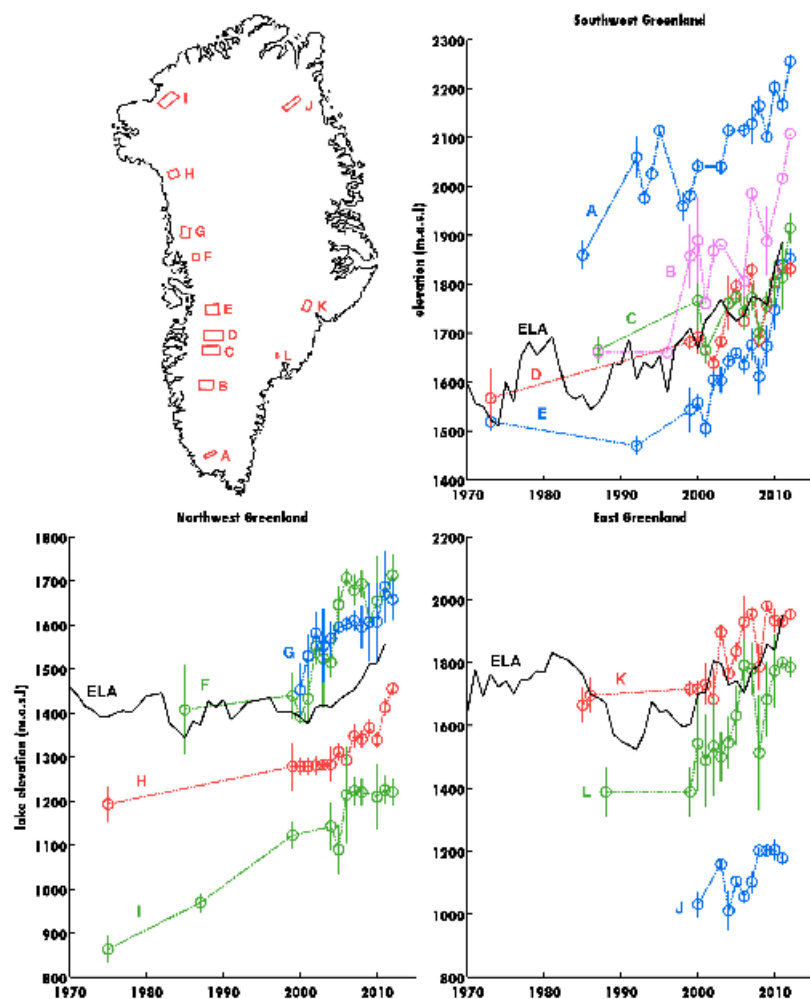 Southwest Greenland
elevation (m.a.s.l)
2300
2200
2100
2000
1900
1800
1700
1600
1500
1400
1970
1980
1990
2000
2010
A
B
C
ELA
D
E
I
J
H
G
F
E
D
C
B
A
K
L
Northwest Greenland
lake elevation (m.a.s.l)
1800
1700
1600
1500
1400
1300
1200
1100
1000
900
800
1970
1980
1990
2000
2010
G
F
ELA
H
I
East Greenland
2200
2000
1800
1600
1400
1200
1000
800
1970
1980
1990
2000
2010
ELA
K
L
J